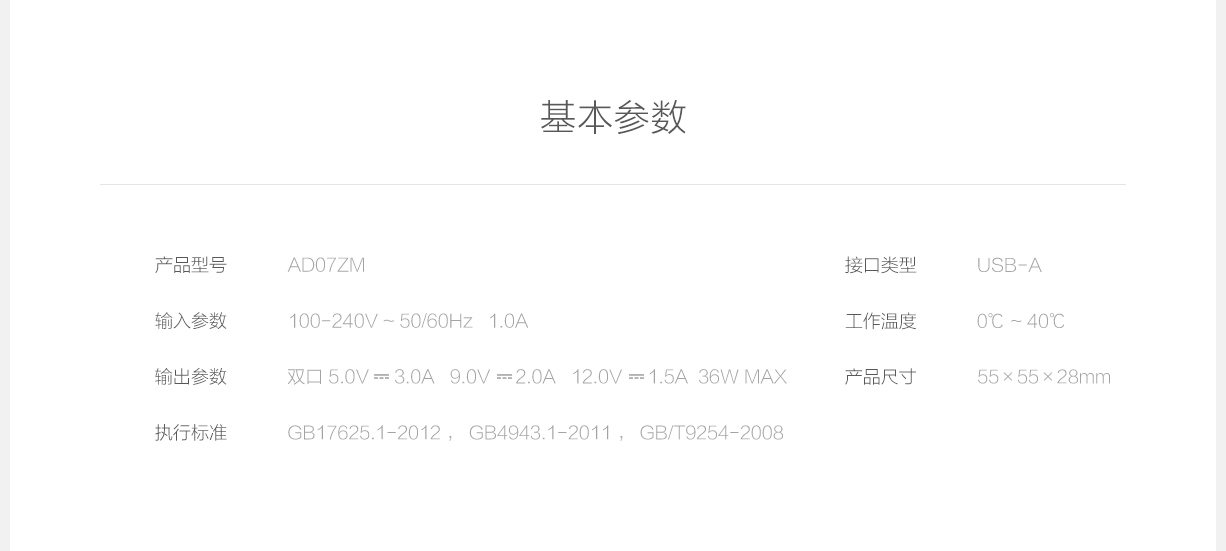 基本参数
产品型号 AD07ZM 接口类型 USB-A
输入参数 100-240V ~ 50/60Hz 1.0A 工作温度 0℃ ~ 40℃
输出参数 双口 5.0V ⎓ 3.0A 9.0V ⎓ 2.0A 12.0V ⎓ 1.5A 36W MAX 产品尺寸 55 × 55 × 28mm
执行标准 GB17625.1-2012 , GB4943.1-2011 , GB/T9254-2008